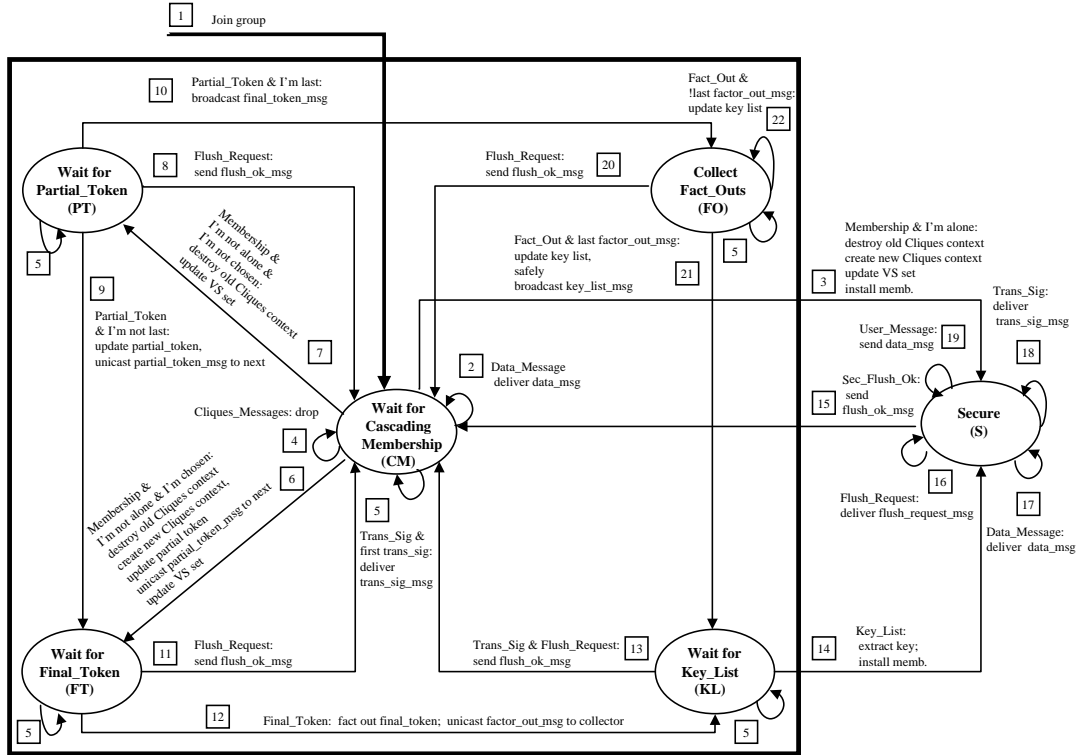 1
Join group
10
Partial_Token & I'm last:
broadcast final_token_msg
Fact_Out &
!last factor_out_msg:
update key list
22
Wait for
Partial_Token
(PT)
8
Flush_Request:
send flush_ok_msg
Flush_Request:
send flush_ok_msg
20
Collect
Fact_Outs
(FO)
5
5
Membership &
I'm not alone &
I'm not chosen:
destroy old Cliques context
update VS set
7
9
Partial_Token
& I'm not last:
update partial_token,
unicast partial_token_msg to next
Fact_Out & last factor_out_msg:
update key list,
safely
broadcast key_list_msg
21
Membership & I'm alone:
destroy old Cliques context
create new Cliques context
update VS set
install memb.
3
Trans_Sig:
deliver
trans_sig_msg
18
User_Message:
send data_msg
19
2
Data_Message
deliver data_msg
Sec_Flush_Ok:
send
flush_ok_msg
15
Cliques_Messages: drop
4
Wait for
Cascading
Membership
(CM)
Secure
(S)
Membership &
I'm not alone & I'm chosen:
destroy old Cliques context
create new Cliques context,
update partial token
unicast partial_token_msg to next
update VS set
6
5
Trans_Sig &
first trans_sig:
deliver
trans_sig_msg
16
Flush_Request:
deliver flush_request_msg
17
Data_Message:
deliver data_msg
Wait for
Final_Token
(FT)
11
Flush_Request:
send flush_ok_msg
Trans_Sig & Flush_Request:
send flush_ok_msg
13
Wait for
Key_List
(KL)
14
Key_List:
extract key;
install memb.
5
12
Final_Token: fact out final_token; unicast factor_out_msg to collector
5